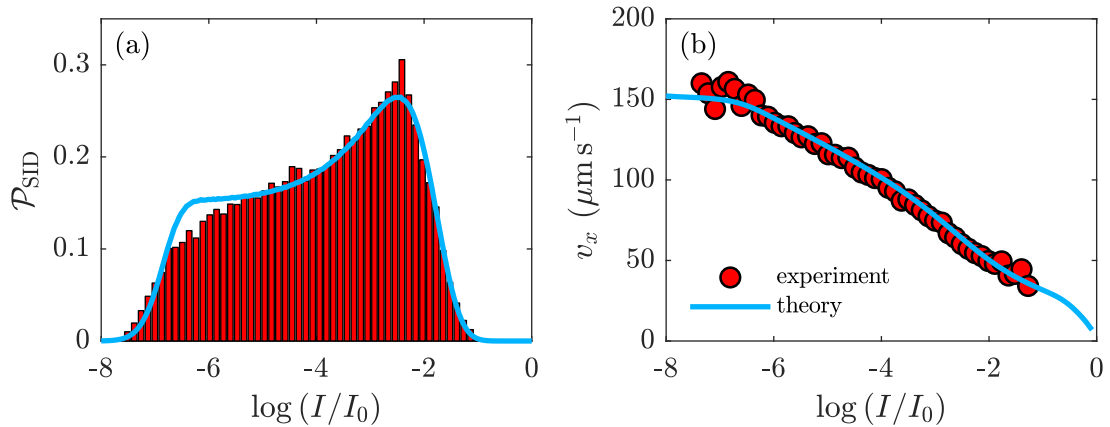 (a)
0.3
0.2
0.1
0
-8
-6
-4
-2
0
𝒫SID
log (I/I₀)
(b)
200
150
100
50
0
-8
-6
-4
-2
0
vₓ (μm s⁻¹)
experiment
theory
log (I/I₀)